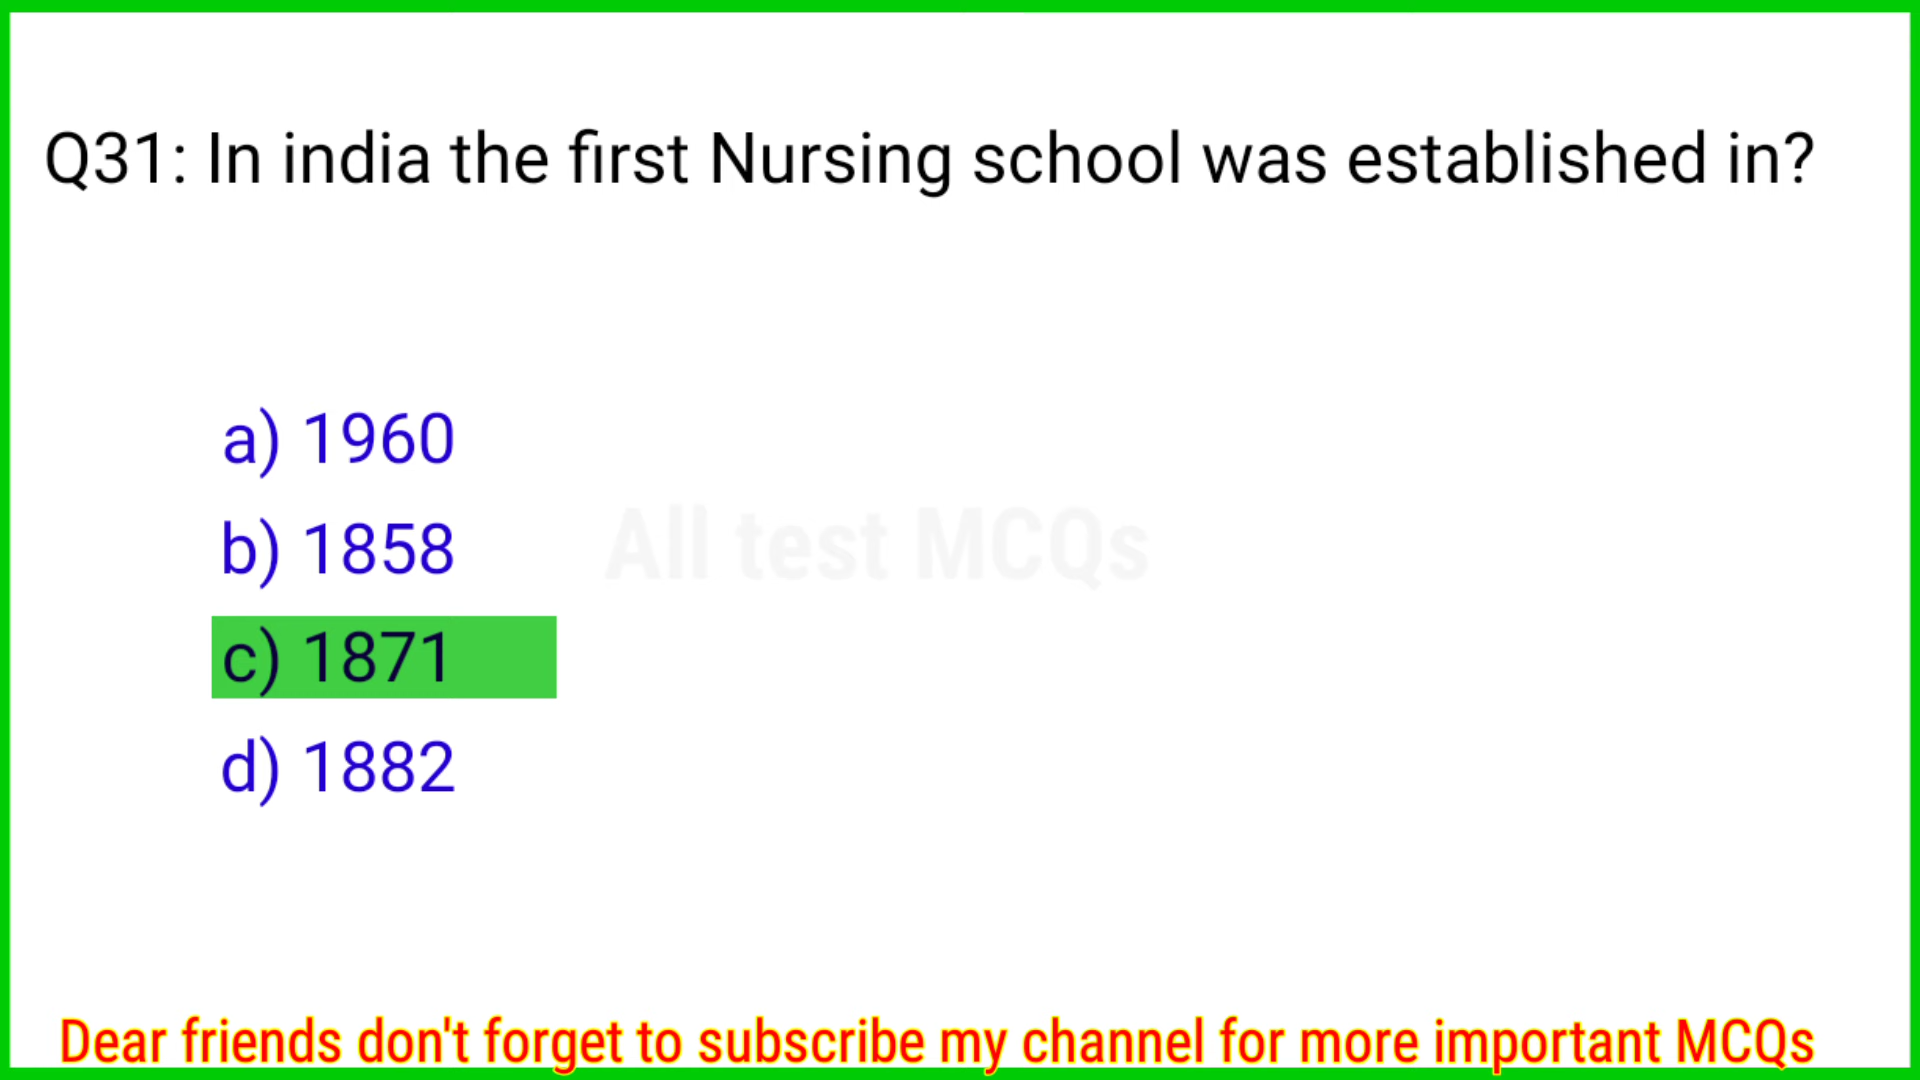 Q31: In india the first Nursing school was established in?
a) 1960
b) 1858
All test MCQs
c) 1871
d) 1882
Dear friends don't forget to subscribe my channel for more important MCQs